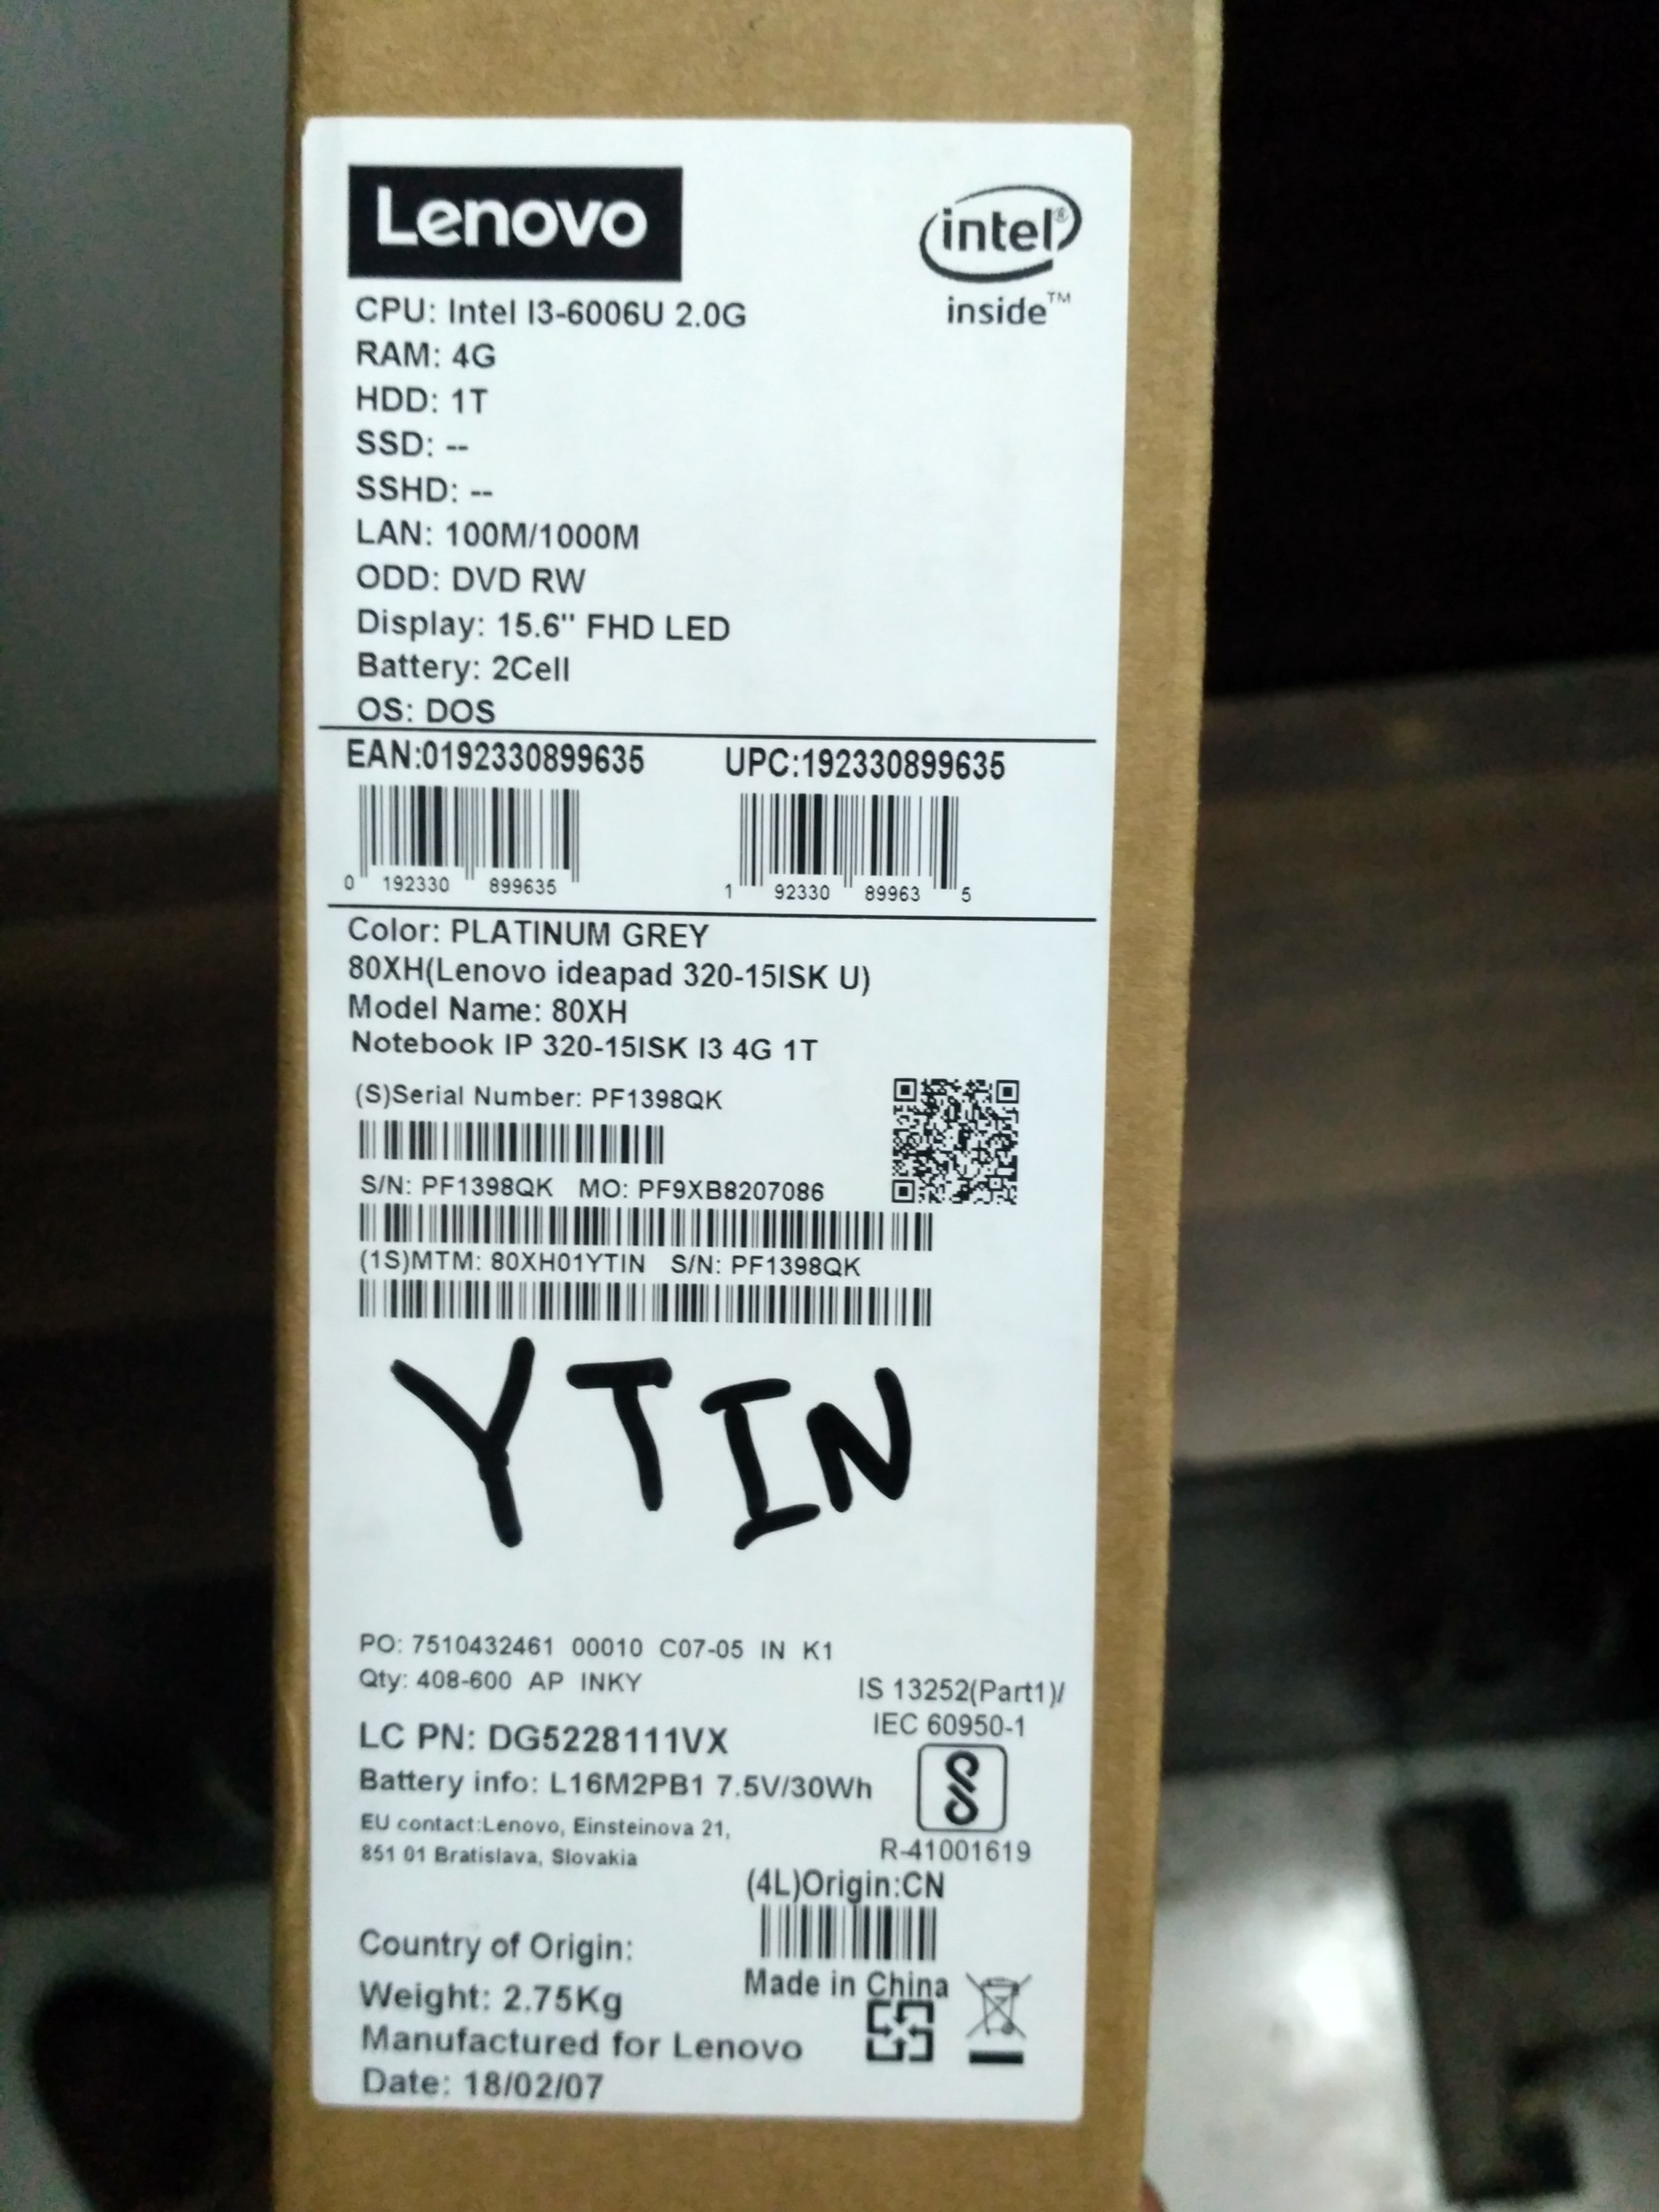 Lenovo
intel®
inside™
CPU: Intel I3-6006U 2.0G
RAM: 4G
HDD: 1T
SSD: --
SSHD: --
LAN: 100M/1000M
ODD: DVD RW
Display: 15.6" FHD LED
Battery: 2Cell
OS: DOS
EAN:0192330899635 UPC:192330899635
0 192330 899635 1 92330 89963 5
Color: PLATINUM GREY
80XH(Lenovo ideapad 320-15ISK U)
Model Name: 80XH
Notebook IP 320-15ISK I3 4G 1T
(S)Serial Number: PF1398QK
S/N: PF1398QK MO: PF9XB8207086
(1S)MTM: 80XH01YTIN S/N: PF1398QK
YTIN
PO: 7510432461 00010 C07-05 IN K1
Qty: 408-600 AP INKY
IS 13252(Part1)/
IEC 60950-1
LC PN: DG5228111VX
Battery info: L16M2PB1 7.5V/30Wh
EU contact:Lenovo, Einsteinova 21,
851 01 Bratislava, Slovakia
R-41001619
(4L)Origin:CN
Country of Origin:
Made in China
Weight: 2.75Kg
Manufactured for Lenovo
Date: 18/02/07